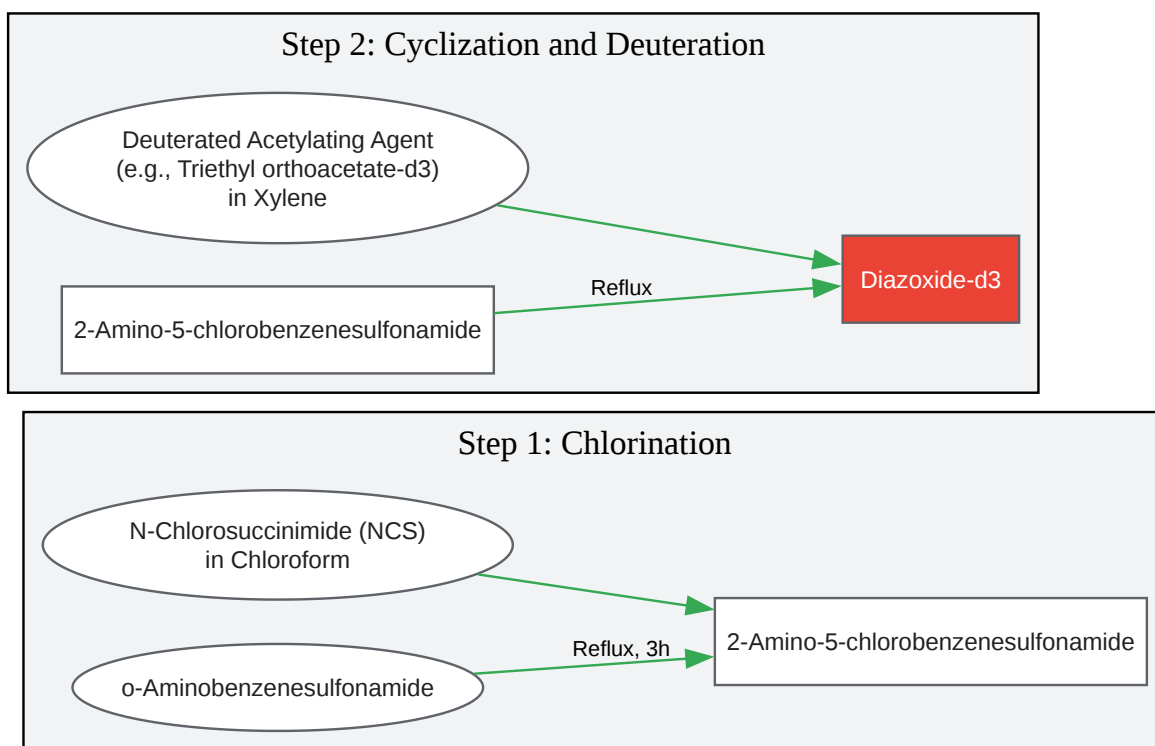 Step 2: Cyclization and Deuteration
Deuterated Acetylating Agent
(e.g., Triethyl orthoacetate-d3)
in Xylene
2-Amino-5-chlorobenzenesulfonamide
Reflux
Diazoxide-d3
Step 1: Chlorination
N-Chlorosuccinimide (NCS)
in Chloroform
o-Aminobenzenesulfonamide
Reflux, 3h
2-Amino-5-chlorobenzenesulfonamide